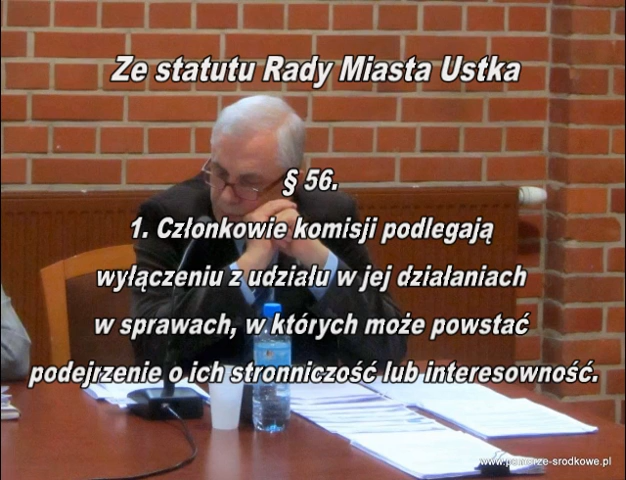 Ze statutu Rady Miasta Ustka
§ 56.
1. Członkowie komisji podlegają
wyłączeniu z udziału w jej działaniach
w sprawach, w których może powstać
podejrzenie o ich stronniczość lub interesowność.
www.pomorze-srodkowe.pl